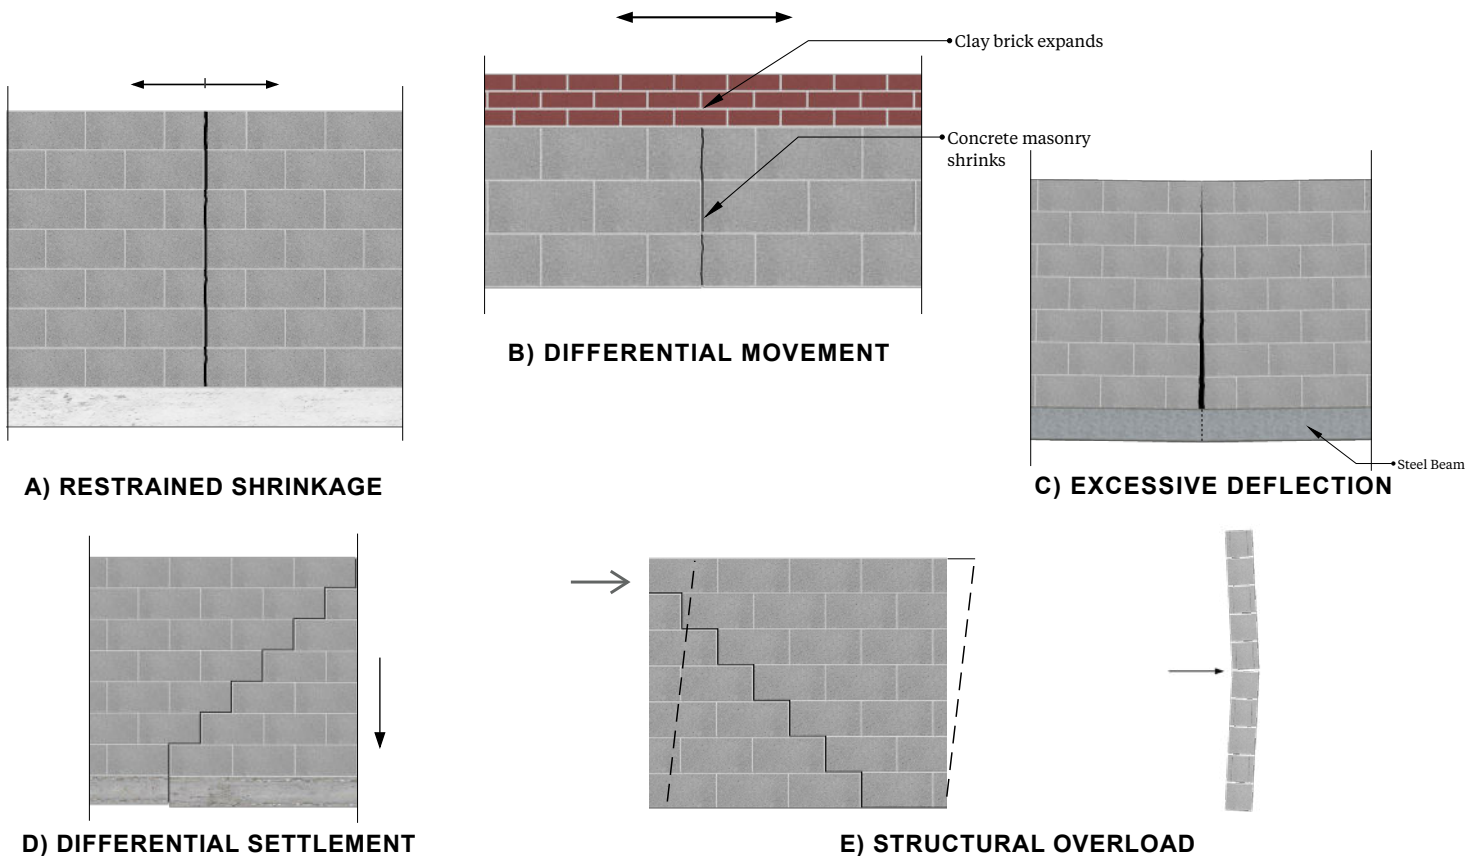 Clay brick expands
Concrete masonry
shrinks
B) DIFFERENTIAL MOVEMENT
Steel Beam
A) RESTRAINED SHRINKAGE
C) EXCESSIVE DEFLECTION
D) DIFFERENTIAL SETTLEMENT
E) STRUCTURAL OVERLOAD